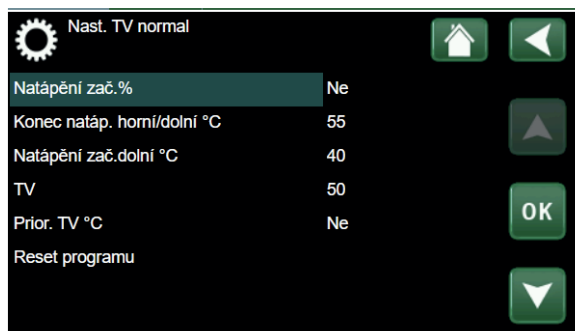 Nast. TV normal
Natápění zač.% Ne
Konec natáp. horní/dolní °C 55
Natápění zač.dolní °C 40
TV 50
Prior. TV °C Ne
OK
Reset programu